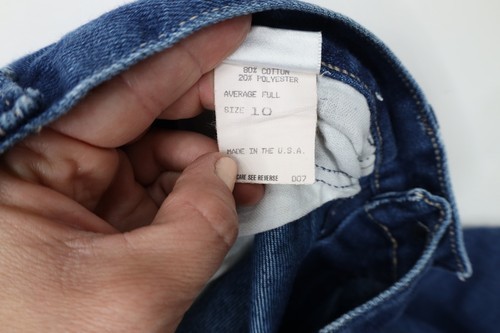 80% COTTON
20% POLYESTER
AVERAGE FULL
SIZE 10
MADE IN THE U.S.A.
CARE SEE REVERSE 007